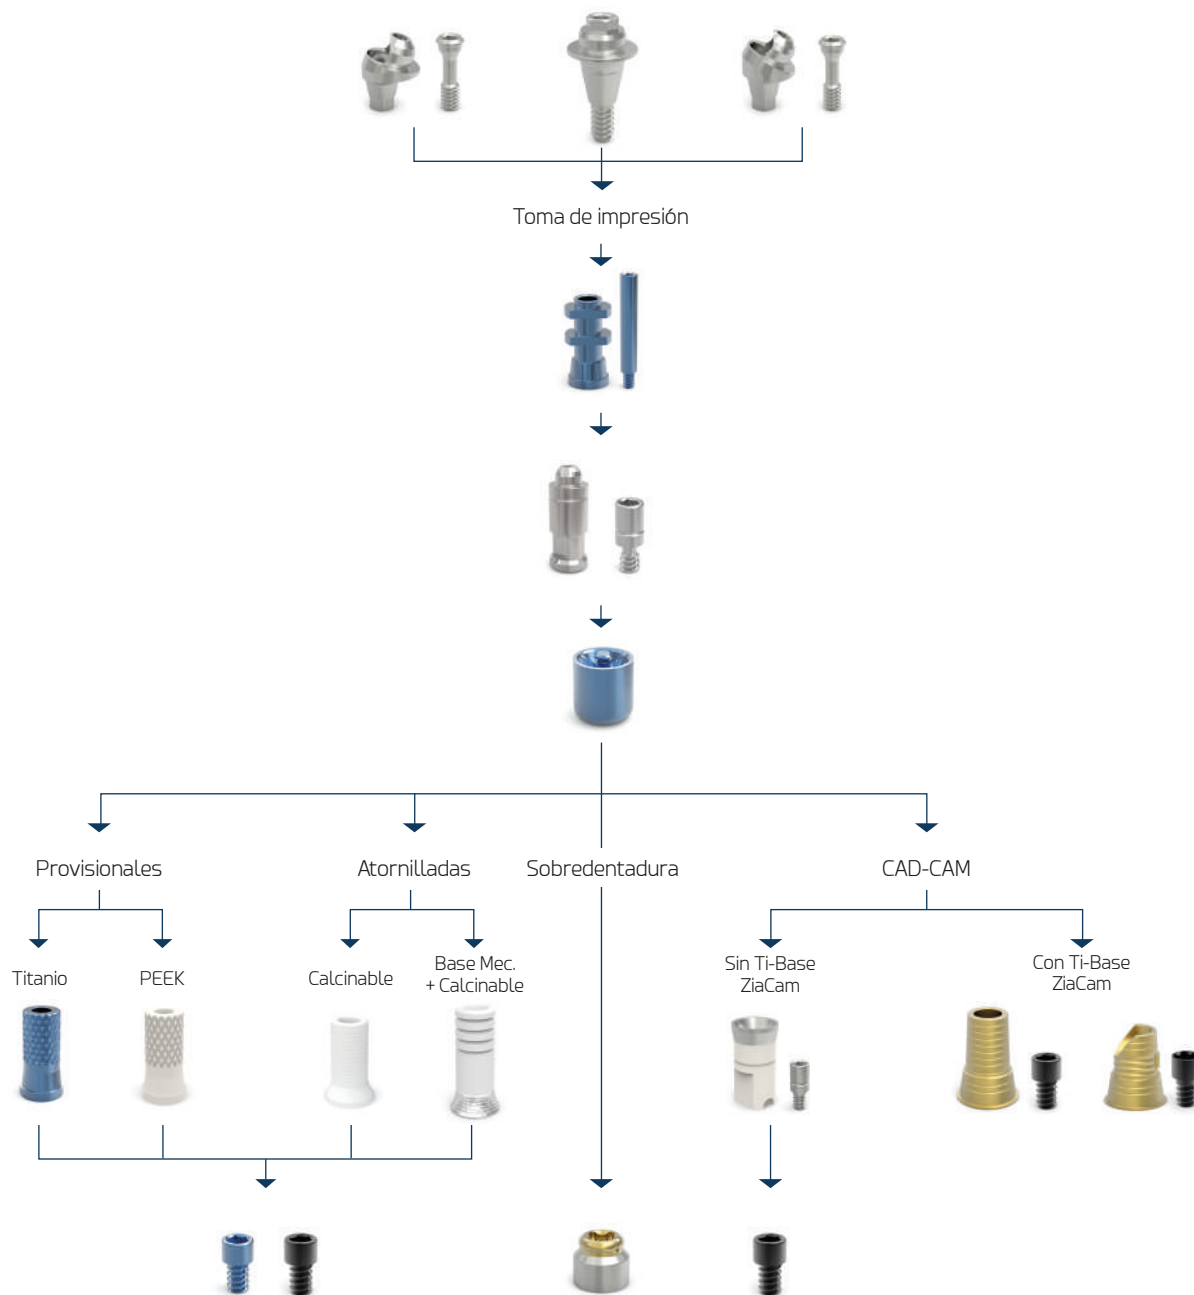 Toma de impresión
Provisionales
Atornilladas
Sobredentadura
CAD-CAM
Titanio
PEEK
Calcinable
Base Mec.
+ Calcinable
Sin Ti-Base
ZiaCam
Con Ti-Base
ZiaCam